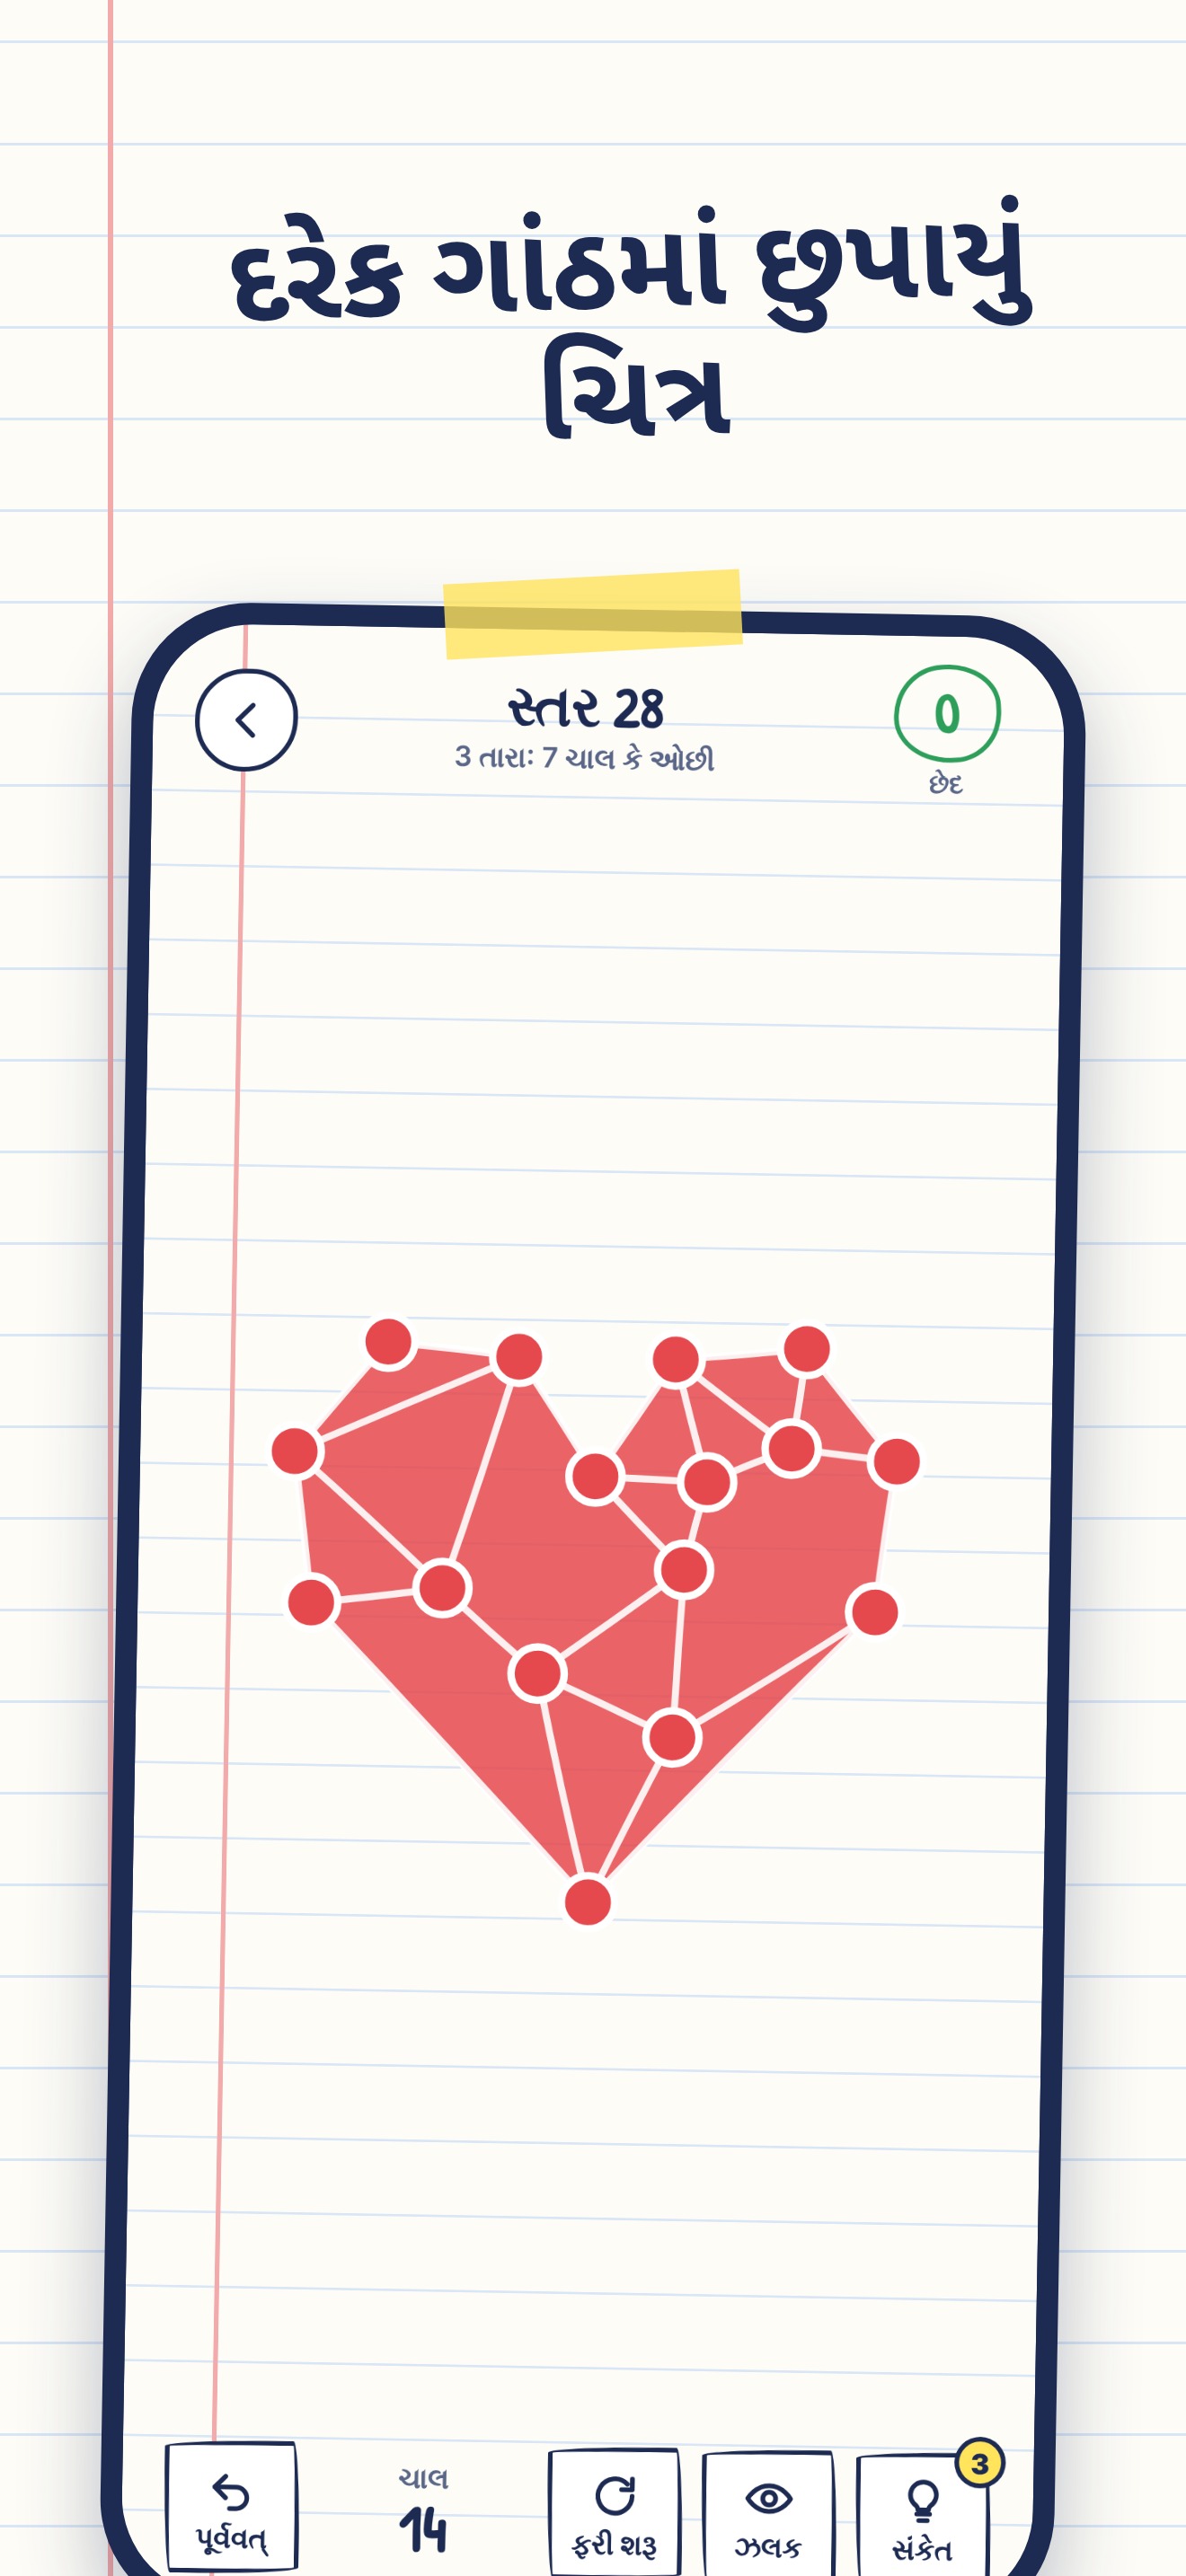 દરેક ગાંઠમાં છુપાયું
ચિત્ર
સ્તર 28
3 તારા: 7 ચાલ કે ઓછી
0
છેદ
પૂર્વવત્
ચાલ
14
ફરી શરૂ
ઝલક
3
સંકેત